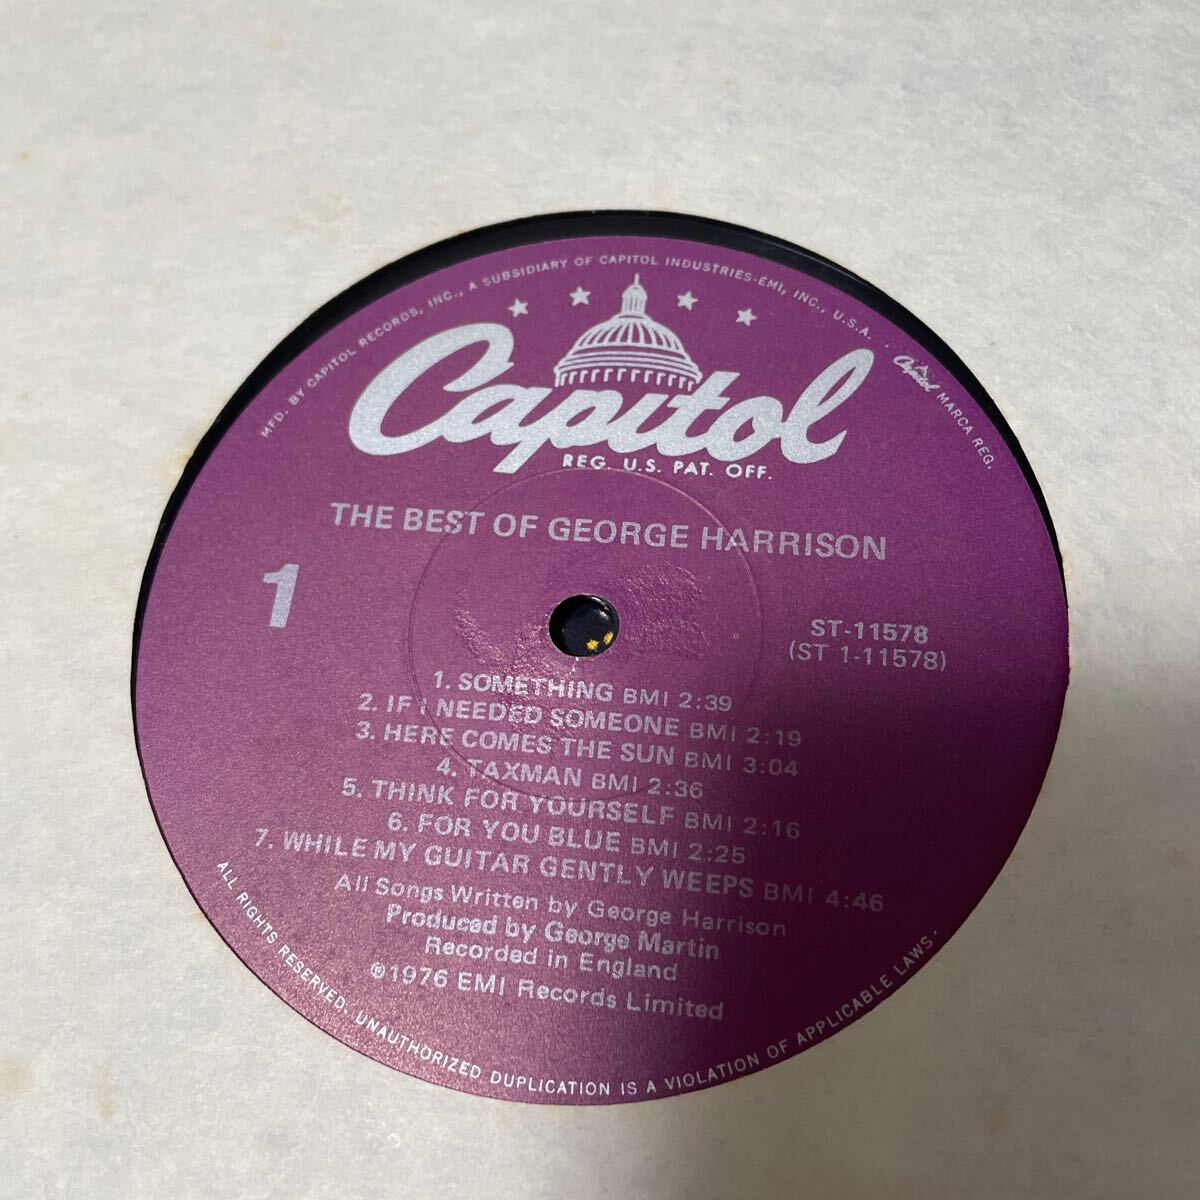 MFD. BY CAPITOL RECORDS, INC., A SUBSIDIARY OF CAPITOL INDUSTRIES-EMI, INC., U.S.A. . Capitol MARCA REG.
Capitol
REG. U.S. PAT. OFF.
THE BEST OF GEORGE HARRISON
1
ST-11578
(ST 1-11578)
1. SOMETHING BMI 2:39
2. IF I NEEDED SOMEONE BMI 2:19
3. HERE COMES THE SUN BMI 3:04
4. TAXMAN BMI 2:36
5. THINK FOR YOURSELF BMI 2:16
6. FOR YOU BLUE BMI 2:25
7. WHILE MY GUITAR GENTLY WEEPS BMI 4:46
All Songs Written by George Harrison
Produced by George Martin
Recorded in England
℗1976 EMI Records Limited
ALL RIGHTS RESERVED. UNAUTHORIZED DUPLICATION IS A VIOLATION OF APPLICABLE LAWS.